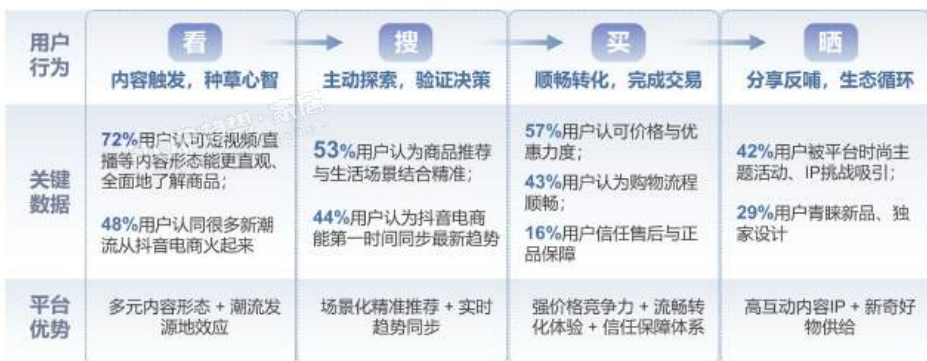 用户
行为
看
内容触发，种草心智
搜
主动探索，验证决策
买
顺畅转化，完成交易
晒
分享反哺，生态循环
关键
数据
72%用户认可短视频/直
播等内容形态能更直观、
全面地了解商品；
48%用户认同很多新潮
流从抖音电商火起来
53%用户认为商品推荐
与生活场景结合精准；
44%用户认为抖音电商
能第一时间同步最新趋势
57%用户认可价格与优
惠力度；
43%用户认为购物流程
顺畅；
16%用户信任售后与正
品保障
42%用户被平台时尚主
题活动、IP挑战吸引；
29%用户青睐新品、独
家设计
平台
优势
多元内容形态 + 潮流发
源地效应
场景化精准推荐 + 实时
趋势同步
强价格竞争力 + 流畅转
化体验 + 信任保障体系
高互动内容IP + 新奇好
物供给